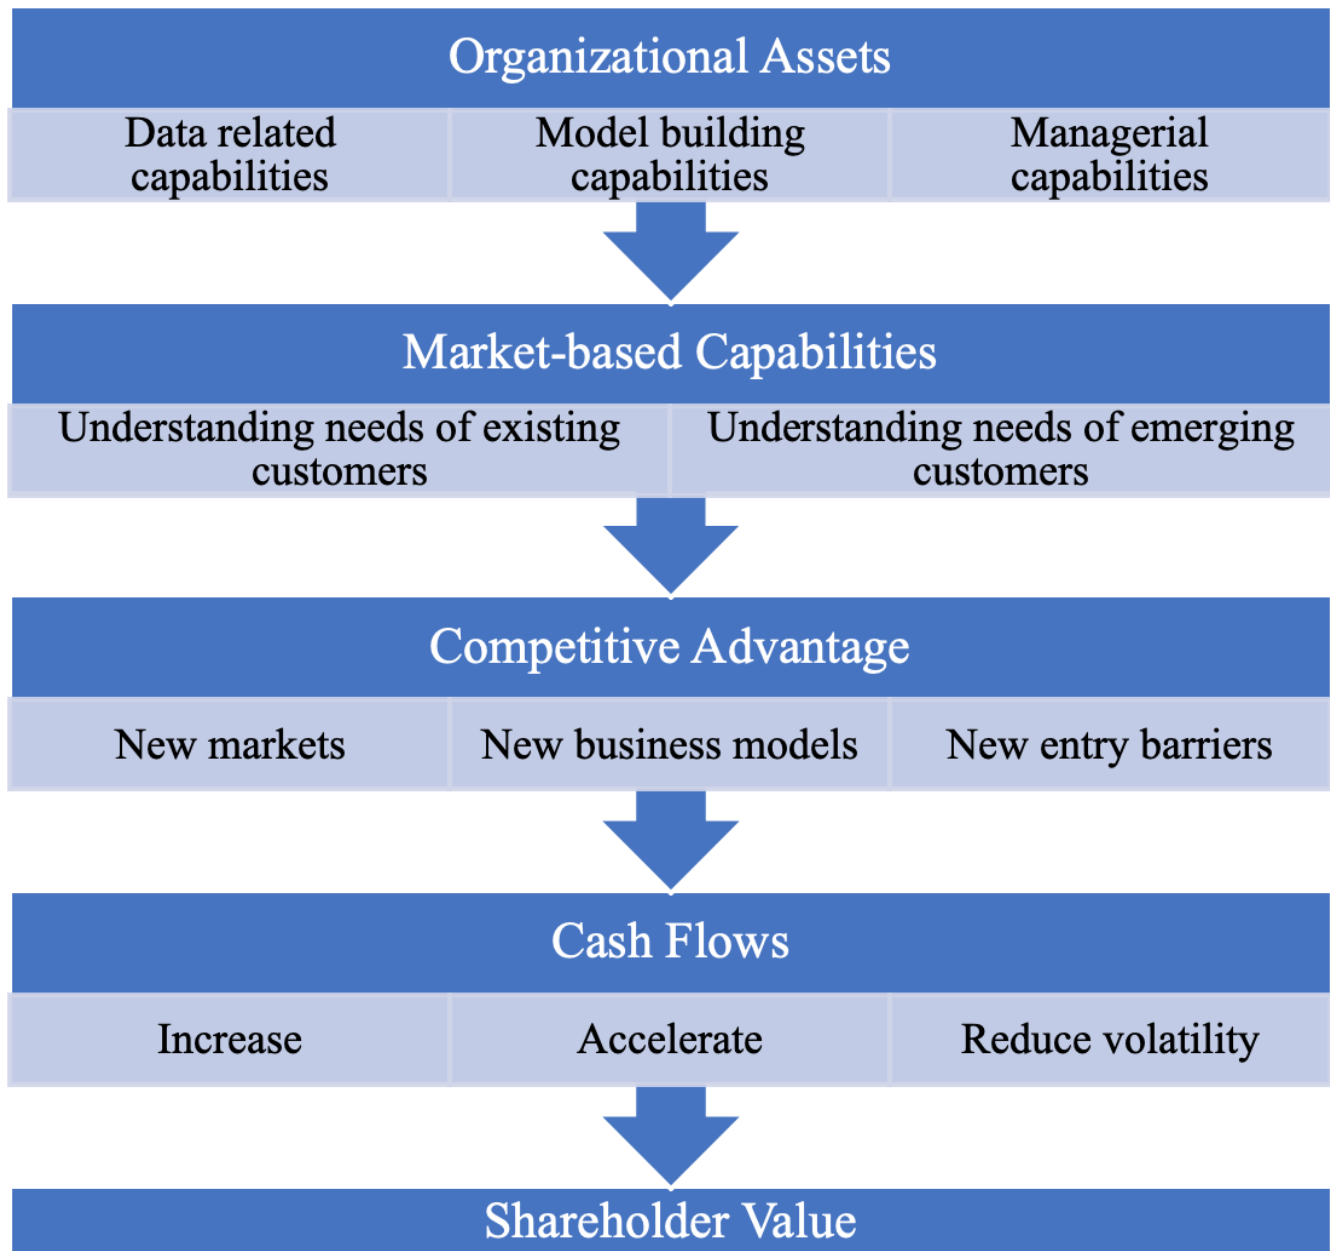 Organizational Assets
Data related
capabilities
Model building
capabilities
Managerial
capabilities
Market-based Capabilities
Understanding needs of existing
customers
Understanding needs of emerging
customers
Competitive Advantage
New markets
New business models
New entry barriers
Cash Flows
Increase
Accelerate
Reduce volatility
Shareholder Value